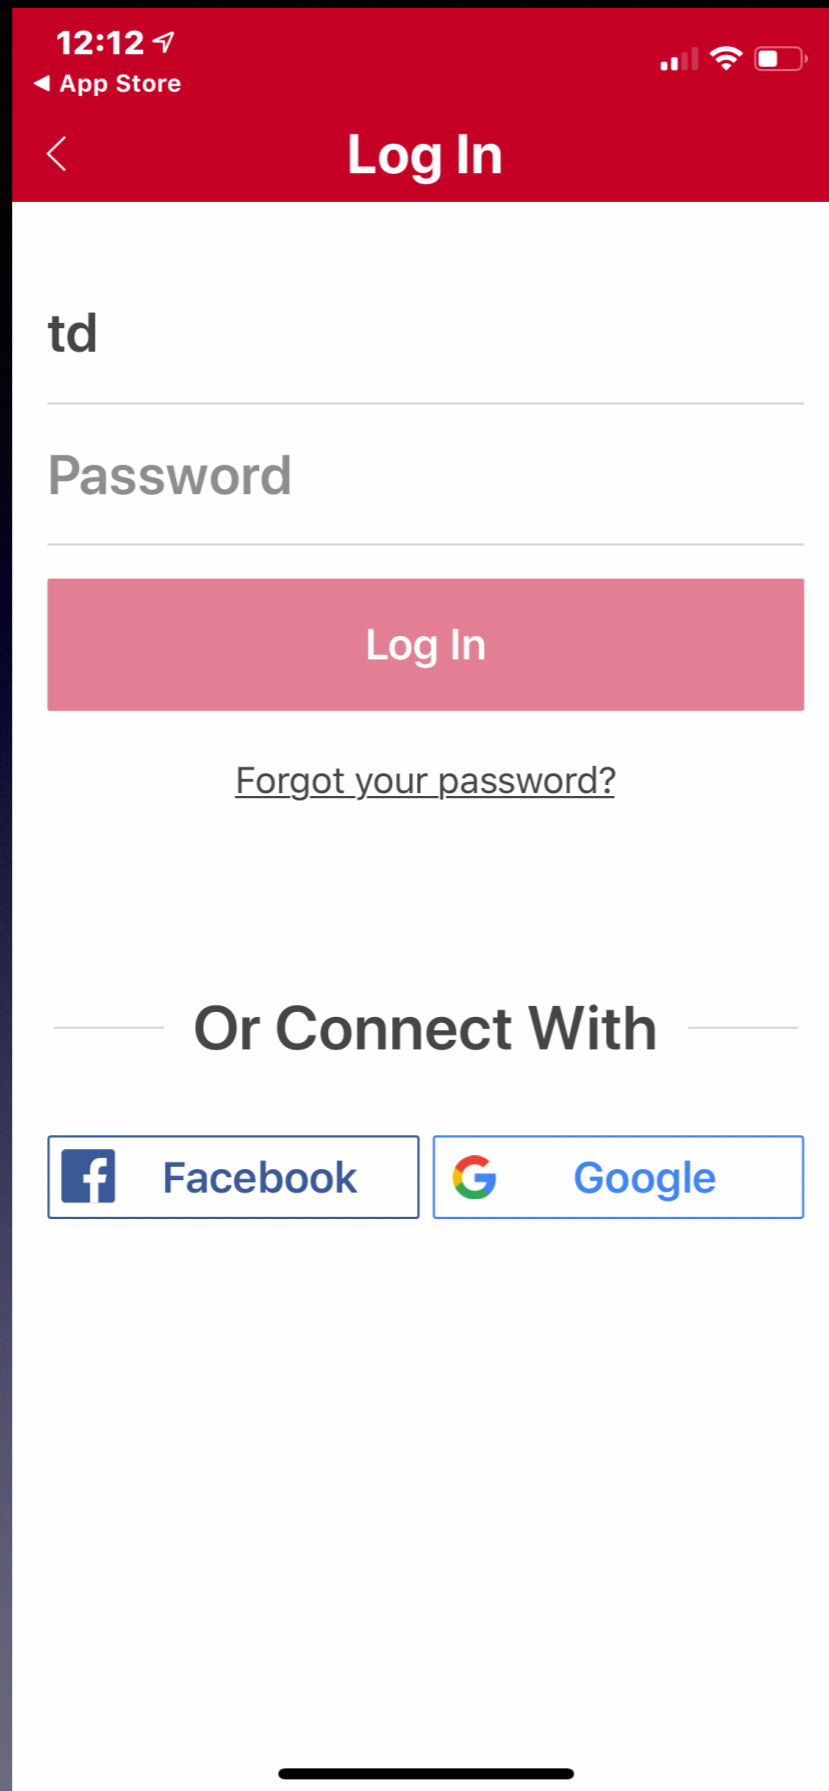 12:12
App Store
Log In
td
Password
Log In
Forgot your password?
Or Connect With
Facebook
Google